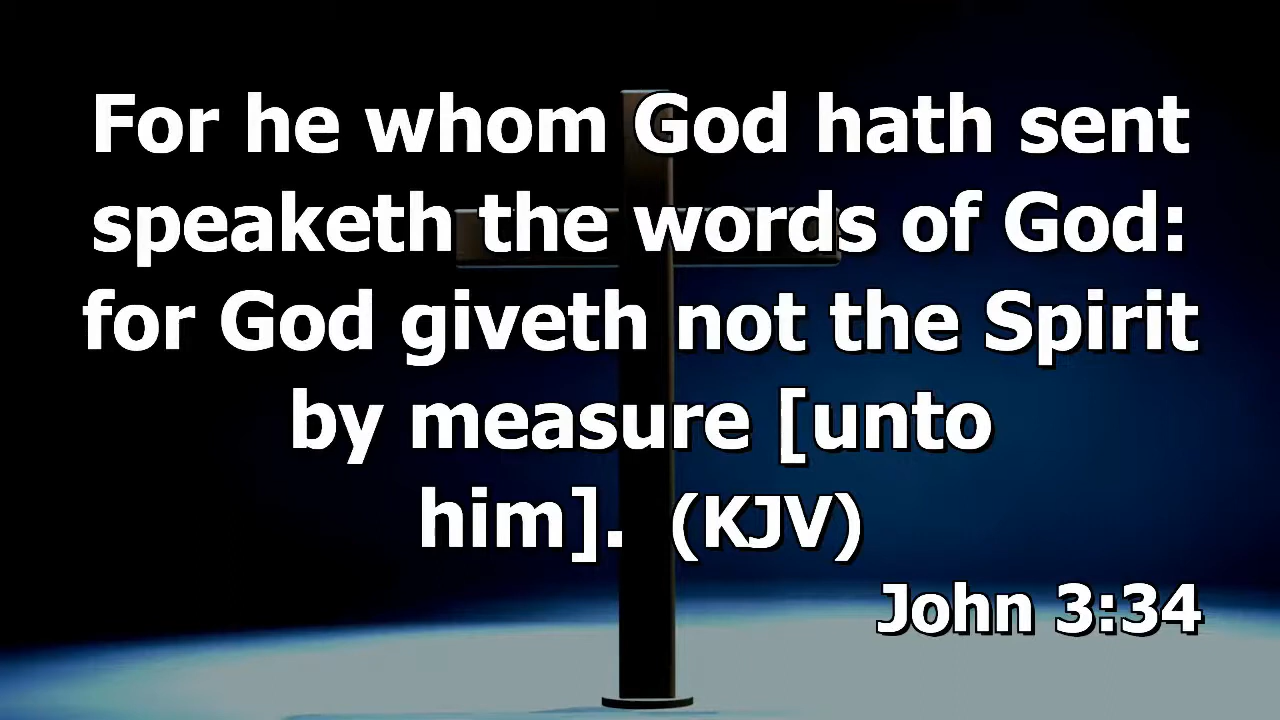 For he whom God hath sent
speaketh the words of God:
for God giveth not the Spirit
by measure [unto
him]. (KJV)
John 3:34